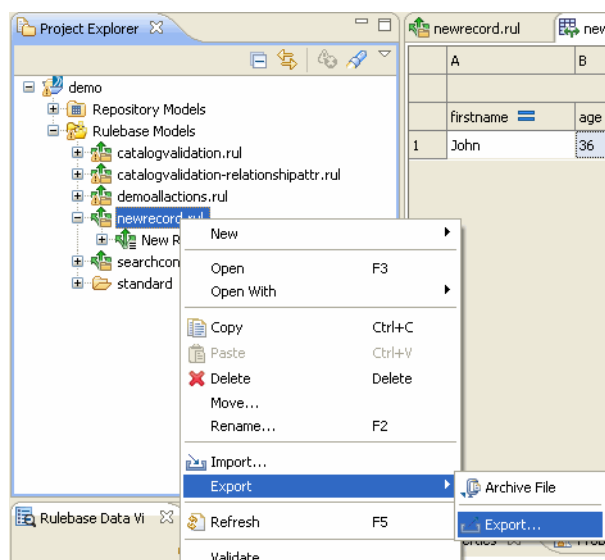 Project Explorer
newrecord.rul
new
A
B
firstname
age
1
John
36
demo
Repository Models
Rulebase Models
catalogvalidation.rul
catalogvalidation-relationshipattr.rul
demoallactions.rul
newrecord.rul
New R
searchcon
standard
New
Open F3
Open With
Copy Ctrl+C
Paste Ctrl+V
Delete Delete
Move...
Rename... F2
Import...
Export
Archive File
Export...
Refresh F5
Validate
Rulebase Data Vi